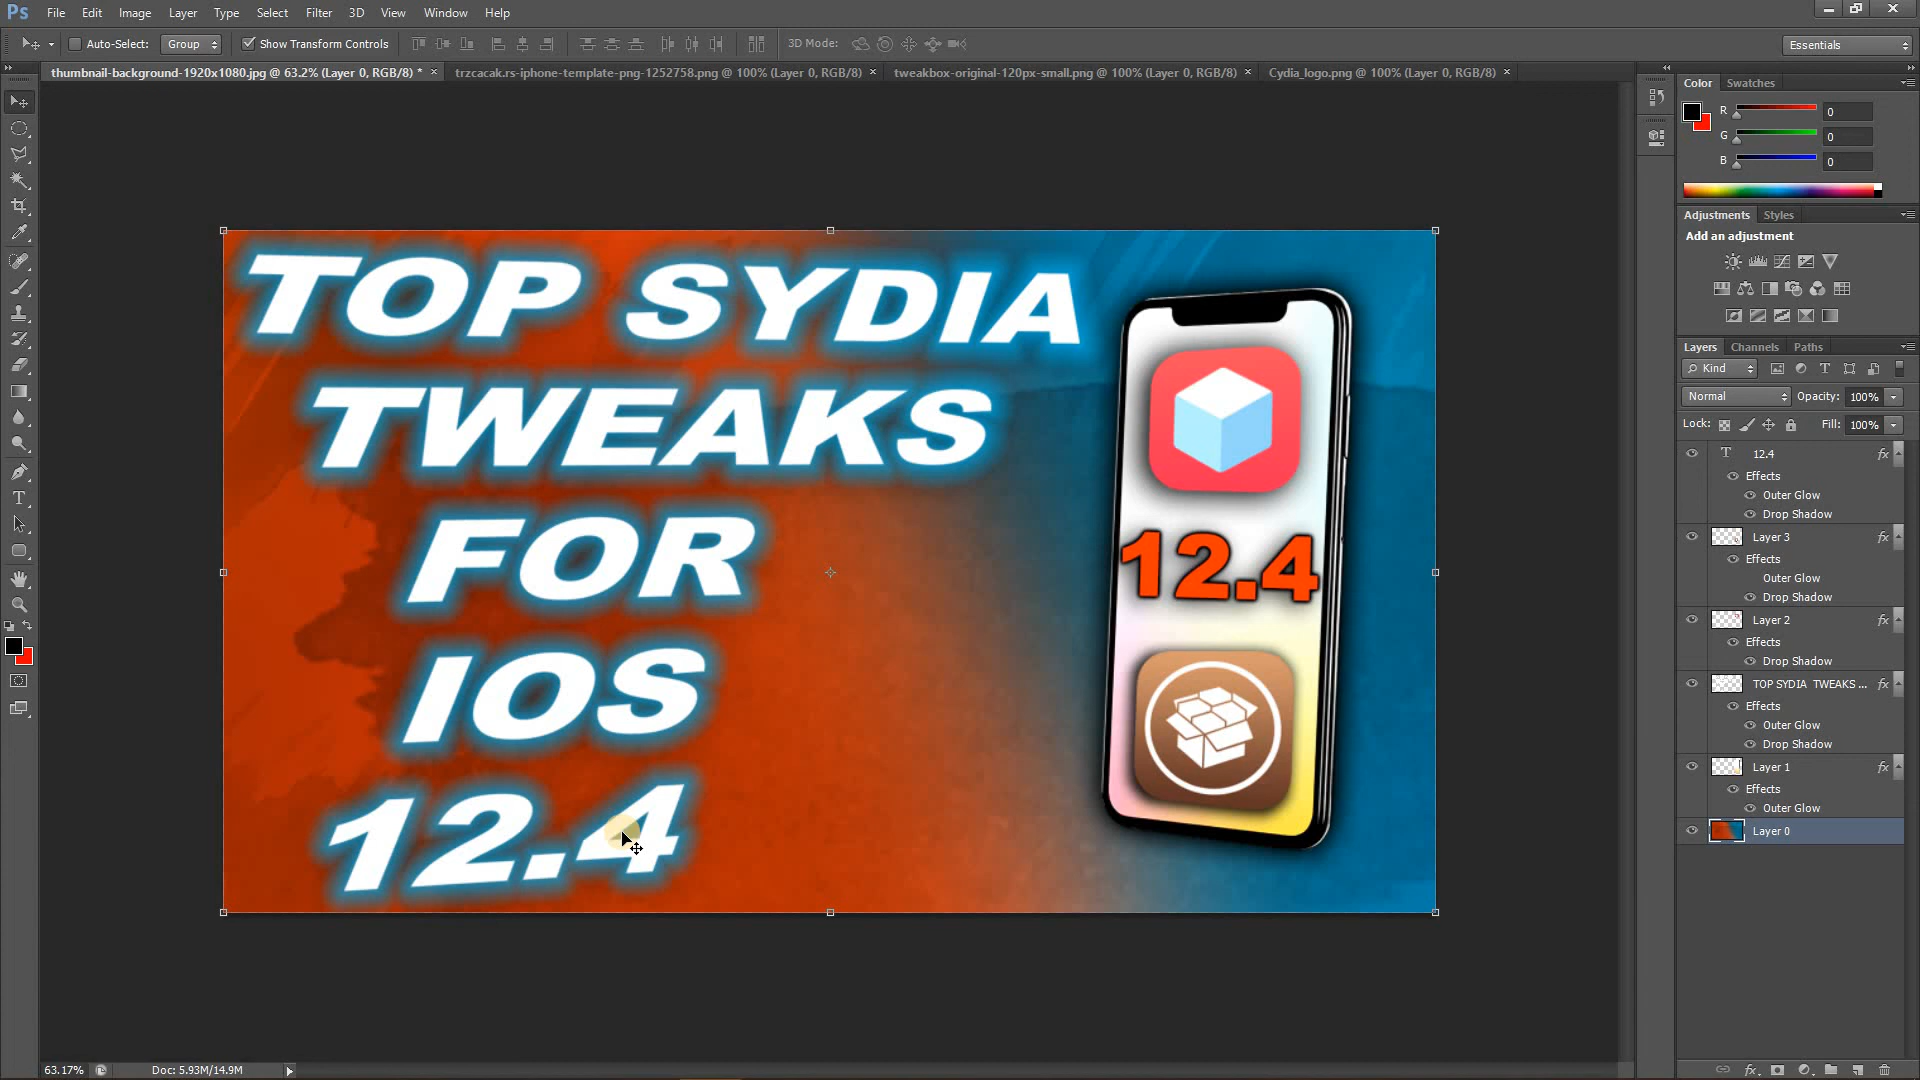 Ps File Edit Image Layer Type Select Filter 3D View Window Help
Auto-Select: Group Show Transform Controls 3D Mode: Essentials
thumbnail-background-1920x1080.jpg @ 63.2% (Layer 0, RGB/8) * × trzcacak.rs-iphone-template-png-1252758.png @ 100% (Layer 0, RGB/8) × tweakbox-original-120px-small.png @ 100% (Layer 0, RGB/8) × Cydia_logo.png @ 100% (Layer 0, RGB/8) ×
Color Swatches
R 0
G 0
B 0
Adjustments Styles
Add an adjustment
Layers Channels Paths
Kind
Normal Opacity: 100%
Lock: Fill: 100%
T 12.4 fx
Effects
Outer Glow
Drop Shadow
Layer 3 fx
Effects
Outer Glow
Drop Shadow
Layer 2 fx
Effects
Drop Shadow
TOP SYDIA TWEAKS ... fx
Effects
Outer Glow
Drop Shadow
Layer 1 fx
Effects
Outer Glow
Layer 0
TOP SYDIA
TWEAKS
FOR
IOS
12.4
12.4
63.17% Doc: 5.93M/14.9M